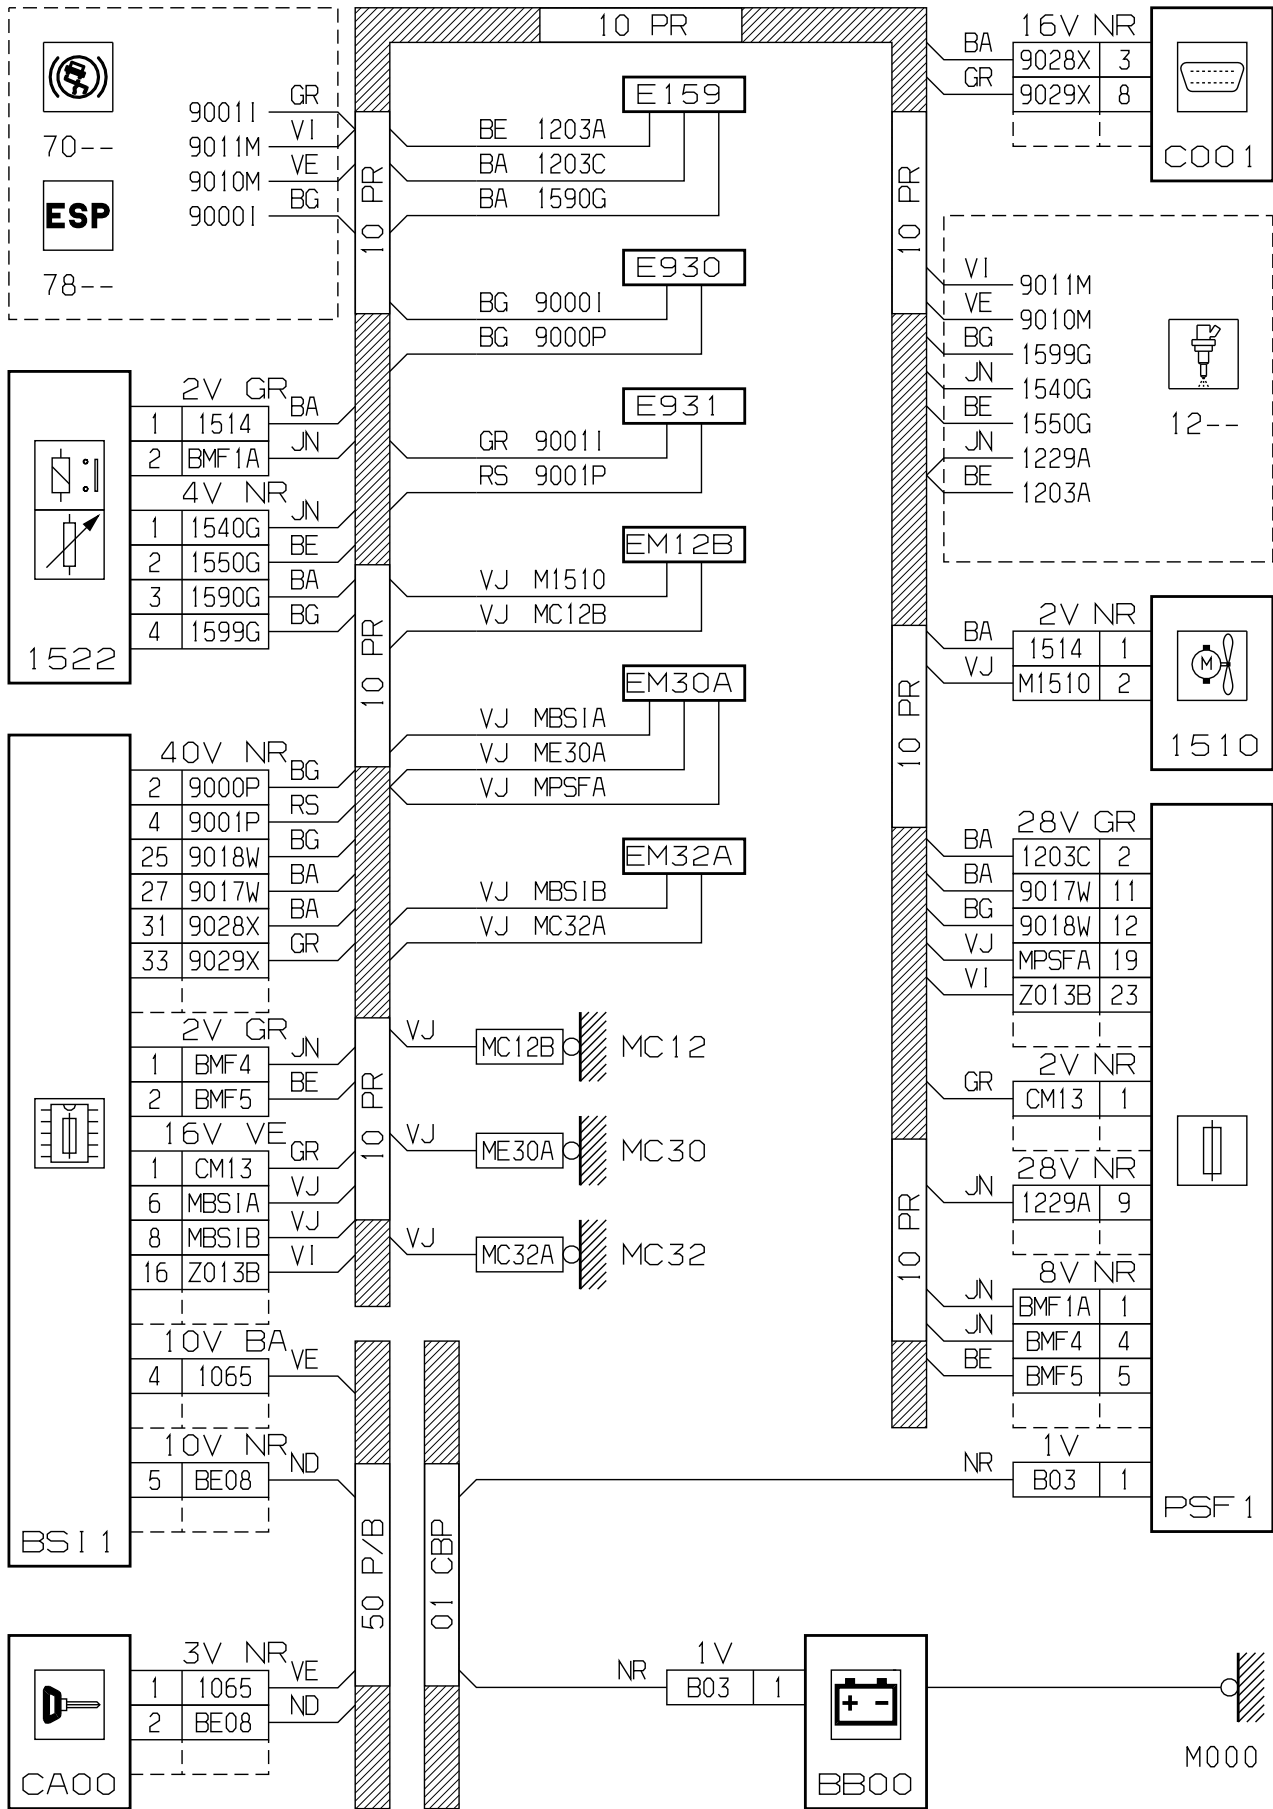 10 PR
70--
ESP
78--
9001I GR
9011M VI
9010M VE
9000I BG
10 PR
E159
BE 1203A
BA 1203C
BA 1590G
E930
BG 9000I
BG 9000P
E931
GR 9001I
RS 9001P
EM12B
VJ M1510
VJ MC12B
10 PR
EM30A
VJ MBSIA
VJ ME30A
VJ MPSFA
EM32A
VJ MBSIB
VJ MC32A
10 PR
VJ MC12B MC12
VJ ME30A MC30
VJ MC32A MC32
1522
2V GR
1 1514 BA
2 BMF1A JN
4V NR
1 1540G JN
2 1550G BE
3 1590G BA
4 1599G BG
BSI1
40V NR
2 9000P BG
4 9001P RS
25 9018W BG
27 9017W BA
31 9028X BA
33 9029X GR
2V GR
1 BMF4 JN
2 BMF5 BE
16V VE
1 CM13 GR
6 MBSIA VJ
8 MBSIB VJ
16 Z013B VI
10V BA
4 1065 VE
10V NR
5 BE08 ND
CA00
3V NR
1 1065 VE
2 BE08 ND
50 P/B
01 CBP
16V NR
BA 9028X 3
GR 9029X 8
C001
10 PR
VI 9011M
VE 9010M
BG 1599G
JN 1540G
BE 1550G
JN 1229A
BE 1203A
12--
10 PR
2V NR
BA 1514 1
VJ M1510 2
M
1510
28V GR
BA 1203C 2
BA 9017W 11
BG 9018W 12
VJ MPSFA 19
VI Z013B 23
2V NR
GR CM13 1
10 PR
28V NR
JN 1229A 9
8V NR
JN BMF1A 1
JN BMF4 4
BE BMF5 5
1V
NR B03 1
PSF1
1V
NR B03 1
+ -
BB00
M000